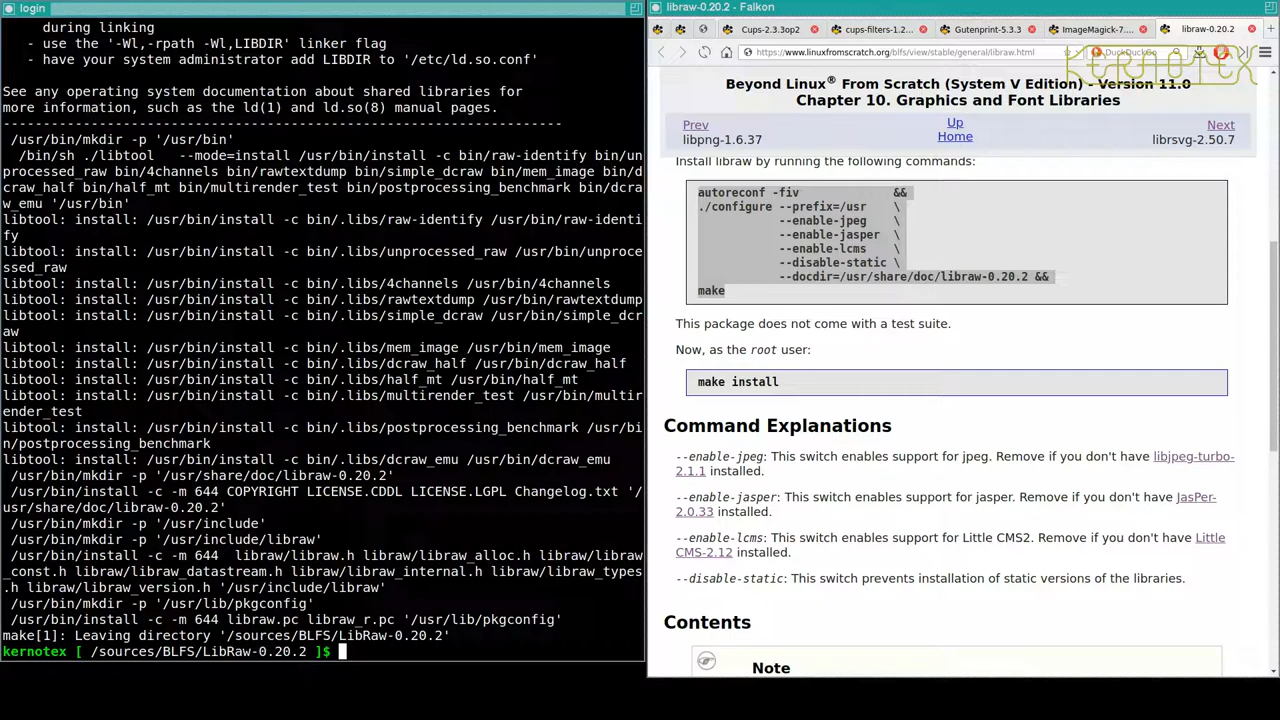 login
during linking
- use the '-Wl,-rpath -Wl,LIBDIR' linker flag
- have your system administrator add LIBDIR to '/etc/ld.so.conf'
See any operating system documentation about shared libraries for
more information, such as the ld(1) and ld.so(8) manual pages.
----------------------------------------------------------------------
/usr/bin/mkdir -p '/usr/bin'
/bin/sh ./libtool   --mode=install /usr/bin/install -c bin/raw-identify bin/un
processed_raw bin/4channels bin/rawtextdump bin/simple_dcraw bin/mem_image bin/d
craw_half bin/half_mt bin/multirender_test bin/postprocessing_benchmark bin/dcra
w_emu '/usr/bin'
libtool: install: /usr/bin/install -c bin/.libs/raw-identify /usr/bin/raw-identi
fy
libtool: install: /usr/bin/install -c bin/.libs/unprocessed_raw /usr/bin/unproce
ssed_raw
libtool: install: /usr/bin/install -c bin/.libs/4channels /usr/bin/4channels
libtool: install: /usr/bin/install -c bin/.libs/rawtextdump /usr/bin/rawtextdump
libtool: install: /usr/bin/install -c bin/.libs/simple_dcraw /usr/bin/simple_dcr
aw
libtool: install: /usr/bin/install -c bin/.libs/mem_image /usr/bin/mem_image
libtool: install: /usr/bin/install -c bin/.libs/dcraw_half /usr/bin/dcraw_half
libtool: install: /usr/bin/install -c bin/.libs/half_mt /usr/bin/half_mt
libtool: install: /usr/bin/install -c bin/.libs/multirender_test /usr/bin/multir
ender_test
libtool: install: /usr/bin/install -c bin/.libs/postprocessing_benchmark /usr/bi
n/postprocessing_benchmark
libtool: install: /usr/bin/install -c bin/.libs/dcraw_emu /usr/bin/dcraw_emu
/usr/bin/mkdir -p '/usr/share/doc/libraw-0.20.2'
/usr/bin/install -c -m 644 COPYRIGHT LICENSE.CDDL LICENSE.LGPL Changelog.txt '/
usr/share/doc/libraw-0.20.2'
/usr/bin/mkdir -p '/usr/include'
/usr/bin/mkdir -p '/usr/include/libraw'
/usr/bin/install -c -m 644  libraw/libraw.h libraw/libraw_alloc.h libraw/libraw
_const.h libraw/libraw_datastream.h libraw/libraw_internal.h libraw/libraw_types
.h libraw/libraw_version.h '/usr/include/libraw'
/usr/bin/mkdir -p '/usr/lib/pkgconfig'
/usr/bin/install -c -m 644 libraw.pc libraw_r.pc '/usr/lib/pkgconfig'
make[1]: Leaving directory '/sources/BLFS/LibRaw-0.20.2'
kernotex [ /sources/BLFS/LibRaw-0.20.2 ]$
libraw-0.20.2 - Falkon
Cups-2.3.3op2
cups-filters-1.2...
Gutenprint-5.3.3
ImageMagick-7....
libraw-0.20.2
https://www.linuxfromscratch.org/blfs/view/stable/general/libraw.html
DuckDuckGo
KERNOTEX
Beyond Linux® From Scratch (System V Edition) - Version 11.0
Chapter 10. Graphics and Font Libraries
Prev Up Next
libpng-1.6.37 Home librsvg-2.50.7
Install libraw by running the following commands:
autoreconf -fiv              &&
./configure --prefix=/usr    \
--enable-jpeg    \
--enable-jasper  \
--enable-lcms    \
--disable-static \
--docdir=/usr/share/doc/libraw-0.20.2 &&
make
This package does not come with a test suite.
Now, as the root user:
make install
Command Explanations
--enable-jpeg: This switch enables support for jpeg. Remove if you don't have libjpeg-turbo-
2.1.1 installed.
--enable-jasper: This switch enables support for jasper. Remove if you don't have JasPer-
2.0.33 installed.
--enable-lcms: This switch enables support for Little CMS2. Remove if you don't have Little
CMS-2.12 installed.
--disable-static: This switch prevents installation of static versions of the libraries.
Contents
Note